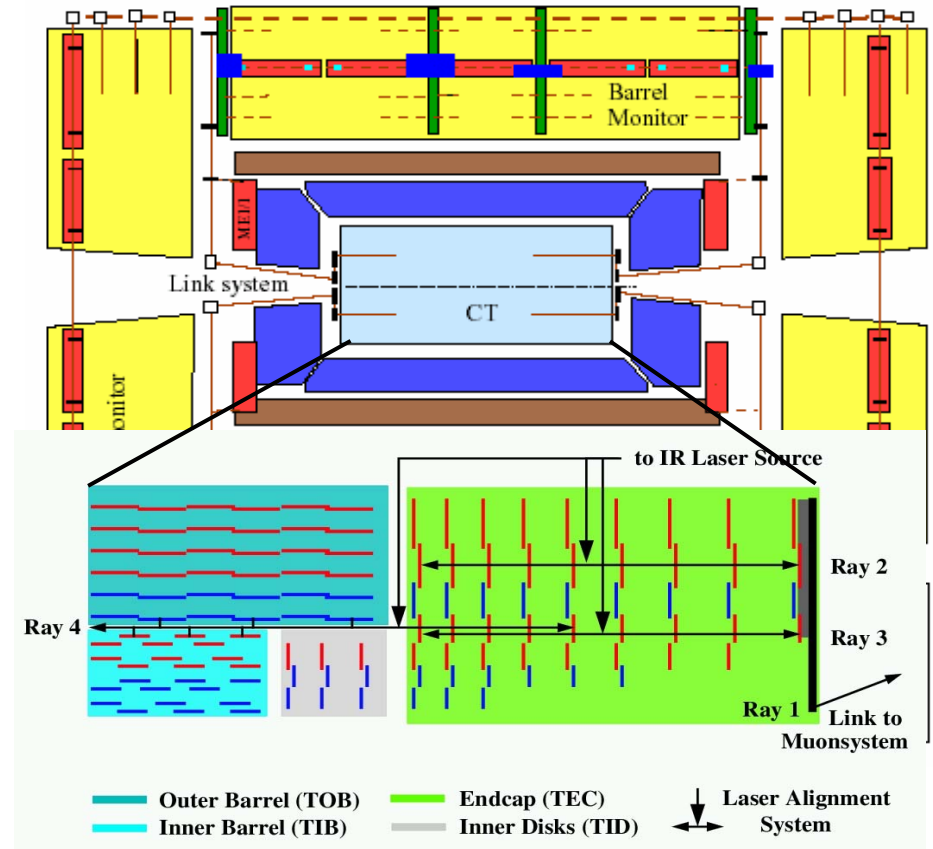 Barrel
Monitor
ME1/1
Link system
CT
onitor
to IR Laser Source
Ray 2
Ray 4
Ray 3
Ray 1
Link to
Muonsystem
Outer Barrel (TOB)
Endcap (TEC)
Laser Alignment
System
Inner Barrel (TIB)
Inner Disks (TID)